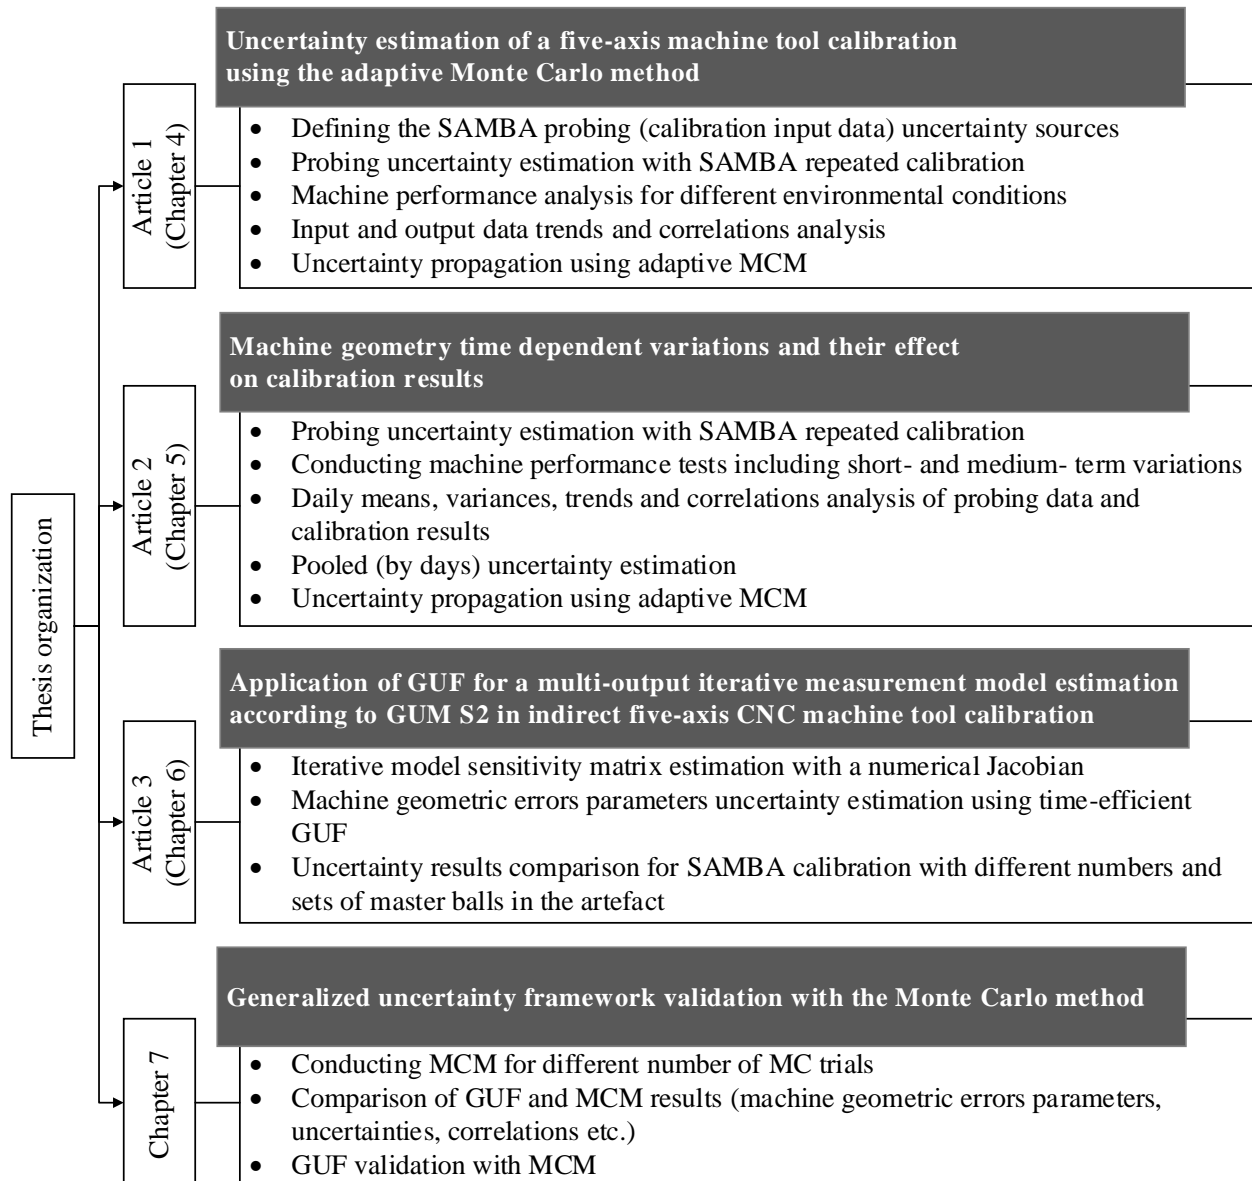 Thesis organization
Article 1
(Chapter 4)
Uncertainty estimation of a five-axis machine tool calibration
using the adaptive Monte Carlo method
• Defining the SAMBA probing (calibration input data) uncertainty sources
• Probing uncertainty estimation with SAMBA repeated calibration
• Machine performance analysis for different environmental conditions
• Input and output data trends and correlations analysis
• Uncertainty propagation using adaptive MCM
Article 2
(Chapter 5)
Machine geometry time dependent variations and their effect
on calibration results
• Probing uncertainty estimation with SAMBA repeated calibration
• Conducting machine performance tests including short- and medium- term variations
• Daily means, variances, trends and correlations analysis of probing data and
calibration results
• Pooled (by days) uncertainty estimation
• Uncertainty propagation using adaptive MCM
Article 3
(Chapter 6)
Application of GUF for a multi-output iterative measurement model estimation
according to GUM S2 in indirect five-axis CNC machine tool calibration
• Iterative model sensitivity matrix estimation with a numerical Jacobian
• Machine geometric errors parameters uncertainty estimation using time-efficient
GUF
• Uncertainty results comparison for SAMBA calibration with different numbers and
sets of master balls in the artefact
Chapter 7
Generalized uncertainty framework validation with the Monte Carlo method
• Conducting MCM for different number of MC trials
• Comparison of GUF and MCM results (machine geometric errors parameters,
uncertainties, correlations etc.)
• GUF validation with MCM